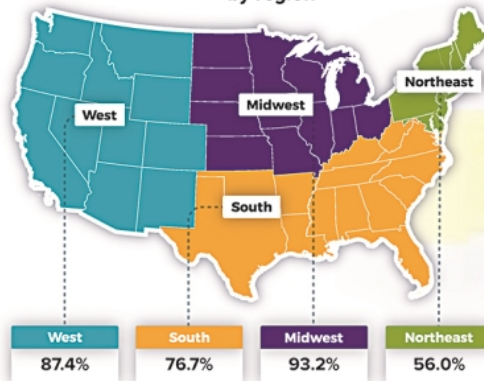 by region
Northeast
Midwest
West
South
West
South
Midwest
Northeast
87.4%
76.7%
93.2%
56.0%